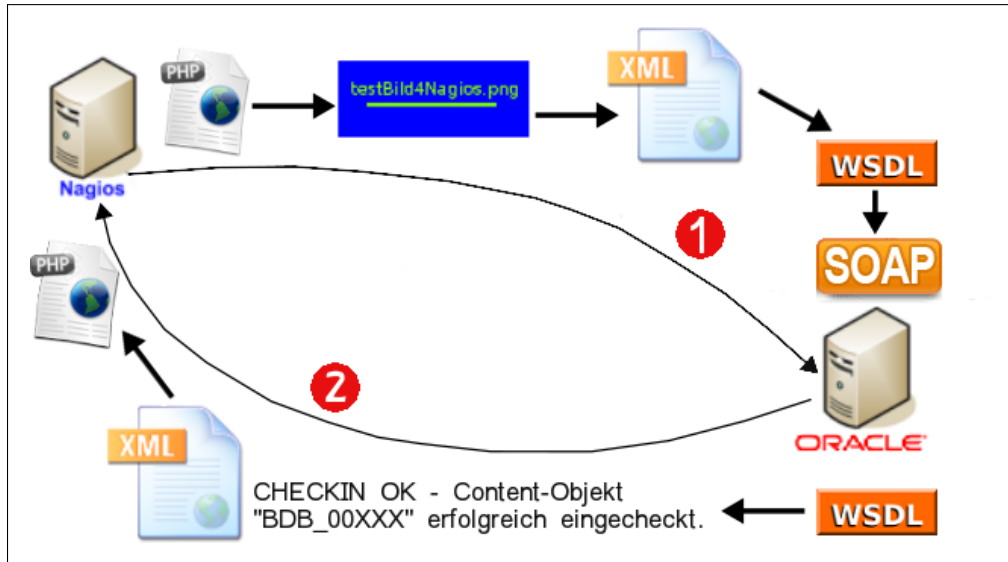 PHP
testBild4Nagios.png
XML
WSDL
Nagios
1
SOAP
PHP
2
ORACLE
XML
CHECKIN OK - Content-Objekt
"BDB_00XXX" erfolgreich eingecheckt.
WSDL